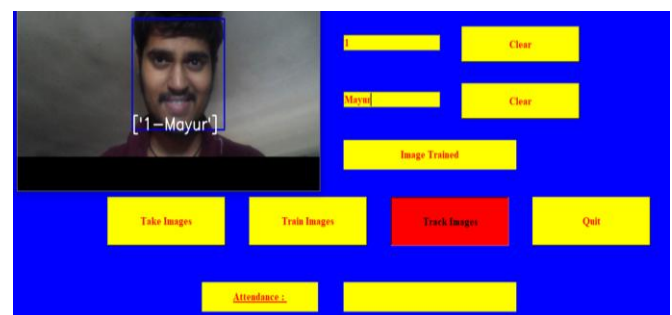 1
Clear
['1-Mayur']
Mayur
Clear
Image Trained
Take Images
Train Images
Track Images
Quit
Attendance :